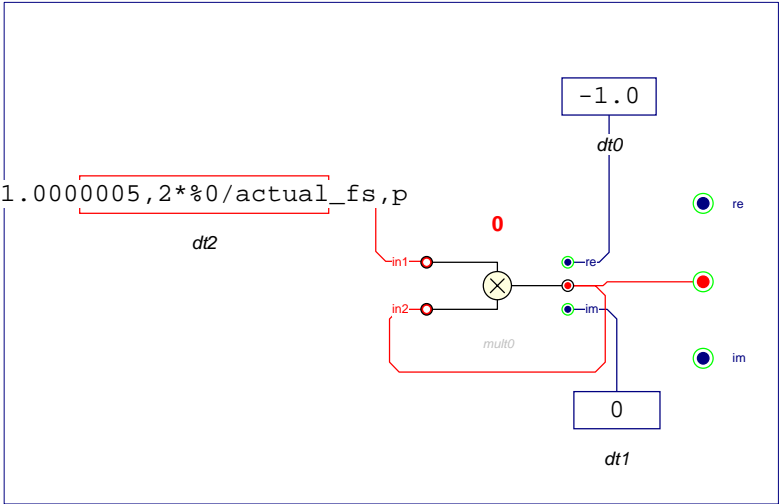 -1.0
dt0
1.0000005,2*%0/actual_fs,p
re
0
dt2
in1
re
in2
im
mult0
im
0
dt1